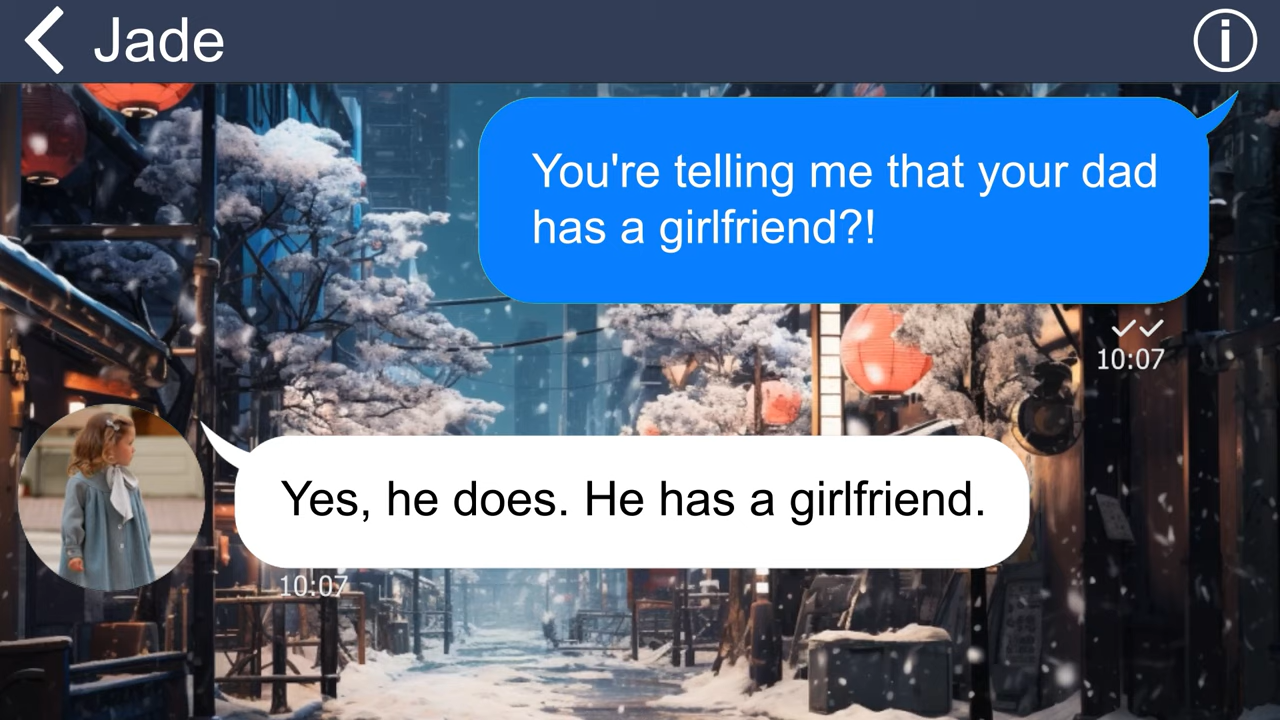 Jade
You're telling me that your dad
has a girlfriend?!
10:07
Yes, he does. He has a girlfriend.
10:07